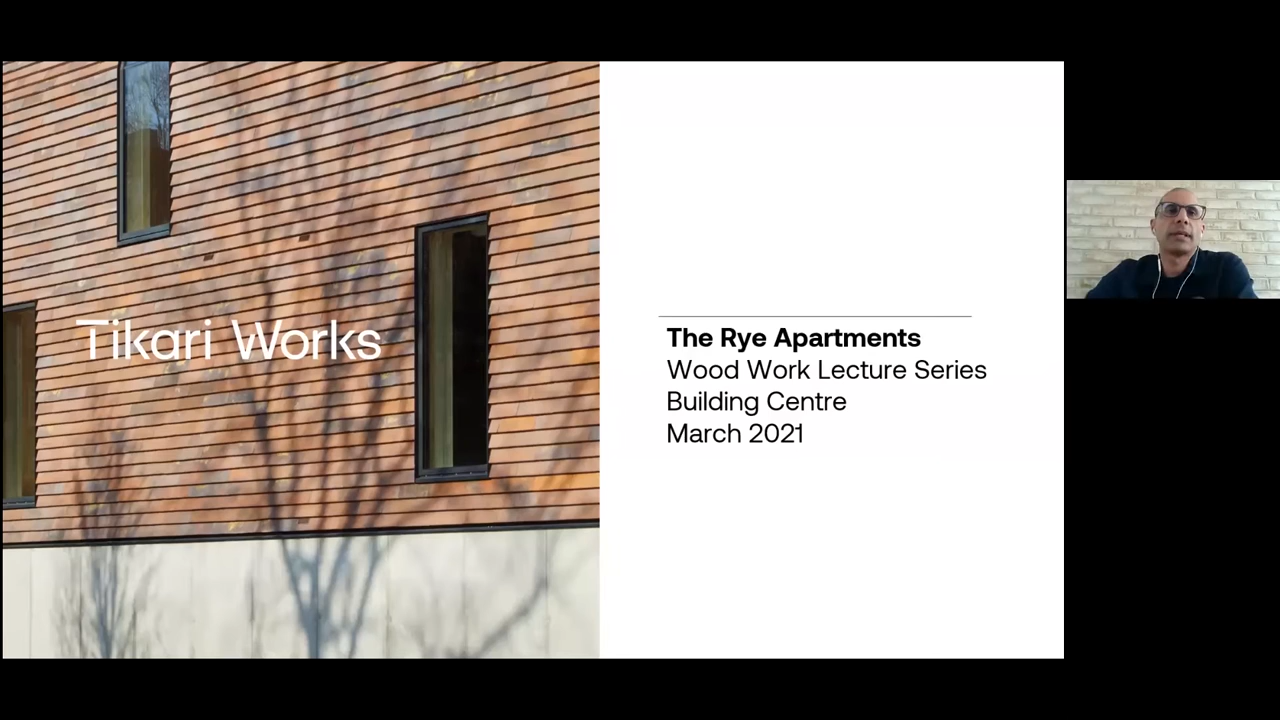 Tikari Works
The Rye Apartments
Wood Work Lecture Series
Building Centre
March 2021